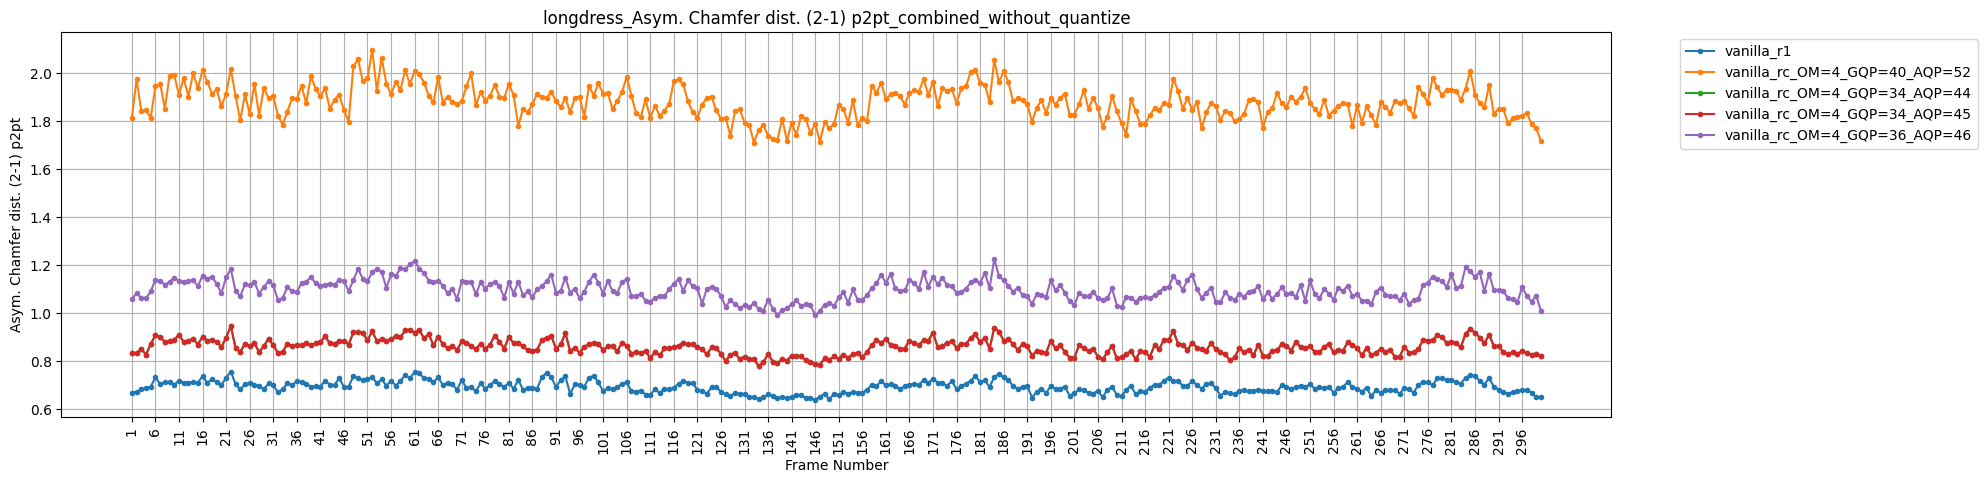 longdress_Asym. Chamfer dist. (2-1) p2pt_combined_without_quantize
Asym. Chamfer dist. (2-1) p2pt
2.0
1.8
1.6
1.4
1.2
1.0
0.8
0.6
1 6 11 16 21 26 31 36 41 46 51 56 61 66 71 76 81 86 91 96 101 106 111 116 121 126 131 136 141 146 151 156 161 166 171 176 181 186 191 196 201 206 211 216 221 226 231 236 241 246 251 256 261 266 271 276 281 286 291 296
Frame Number
vanilla_r1
vanilla_rc_OM=4_GQP=40_AQP=52
vanilla_rc_OM=4_GQP=34_AQP=44
vanilla_rc_OM=4_GQP=34_AQP=45
vanilla_rc_OM=4_GQP=36_AQP=46